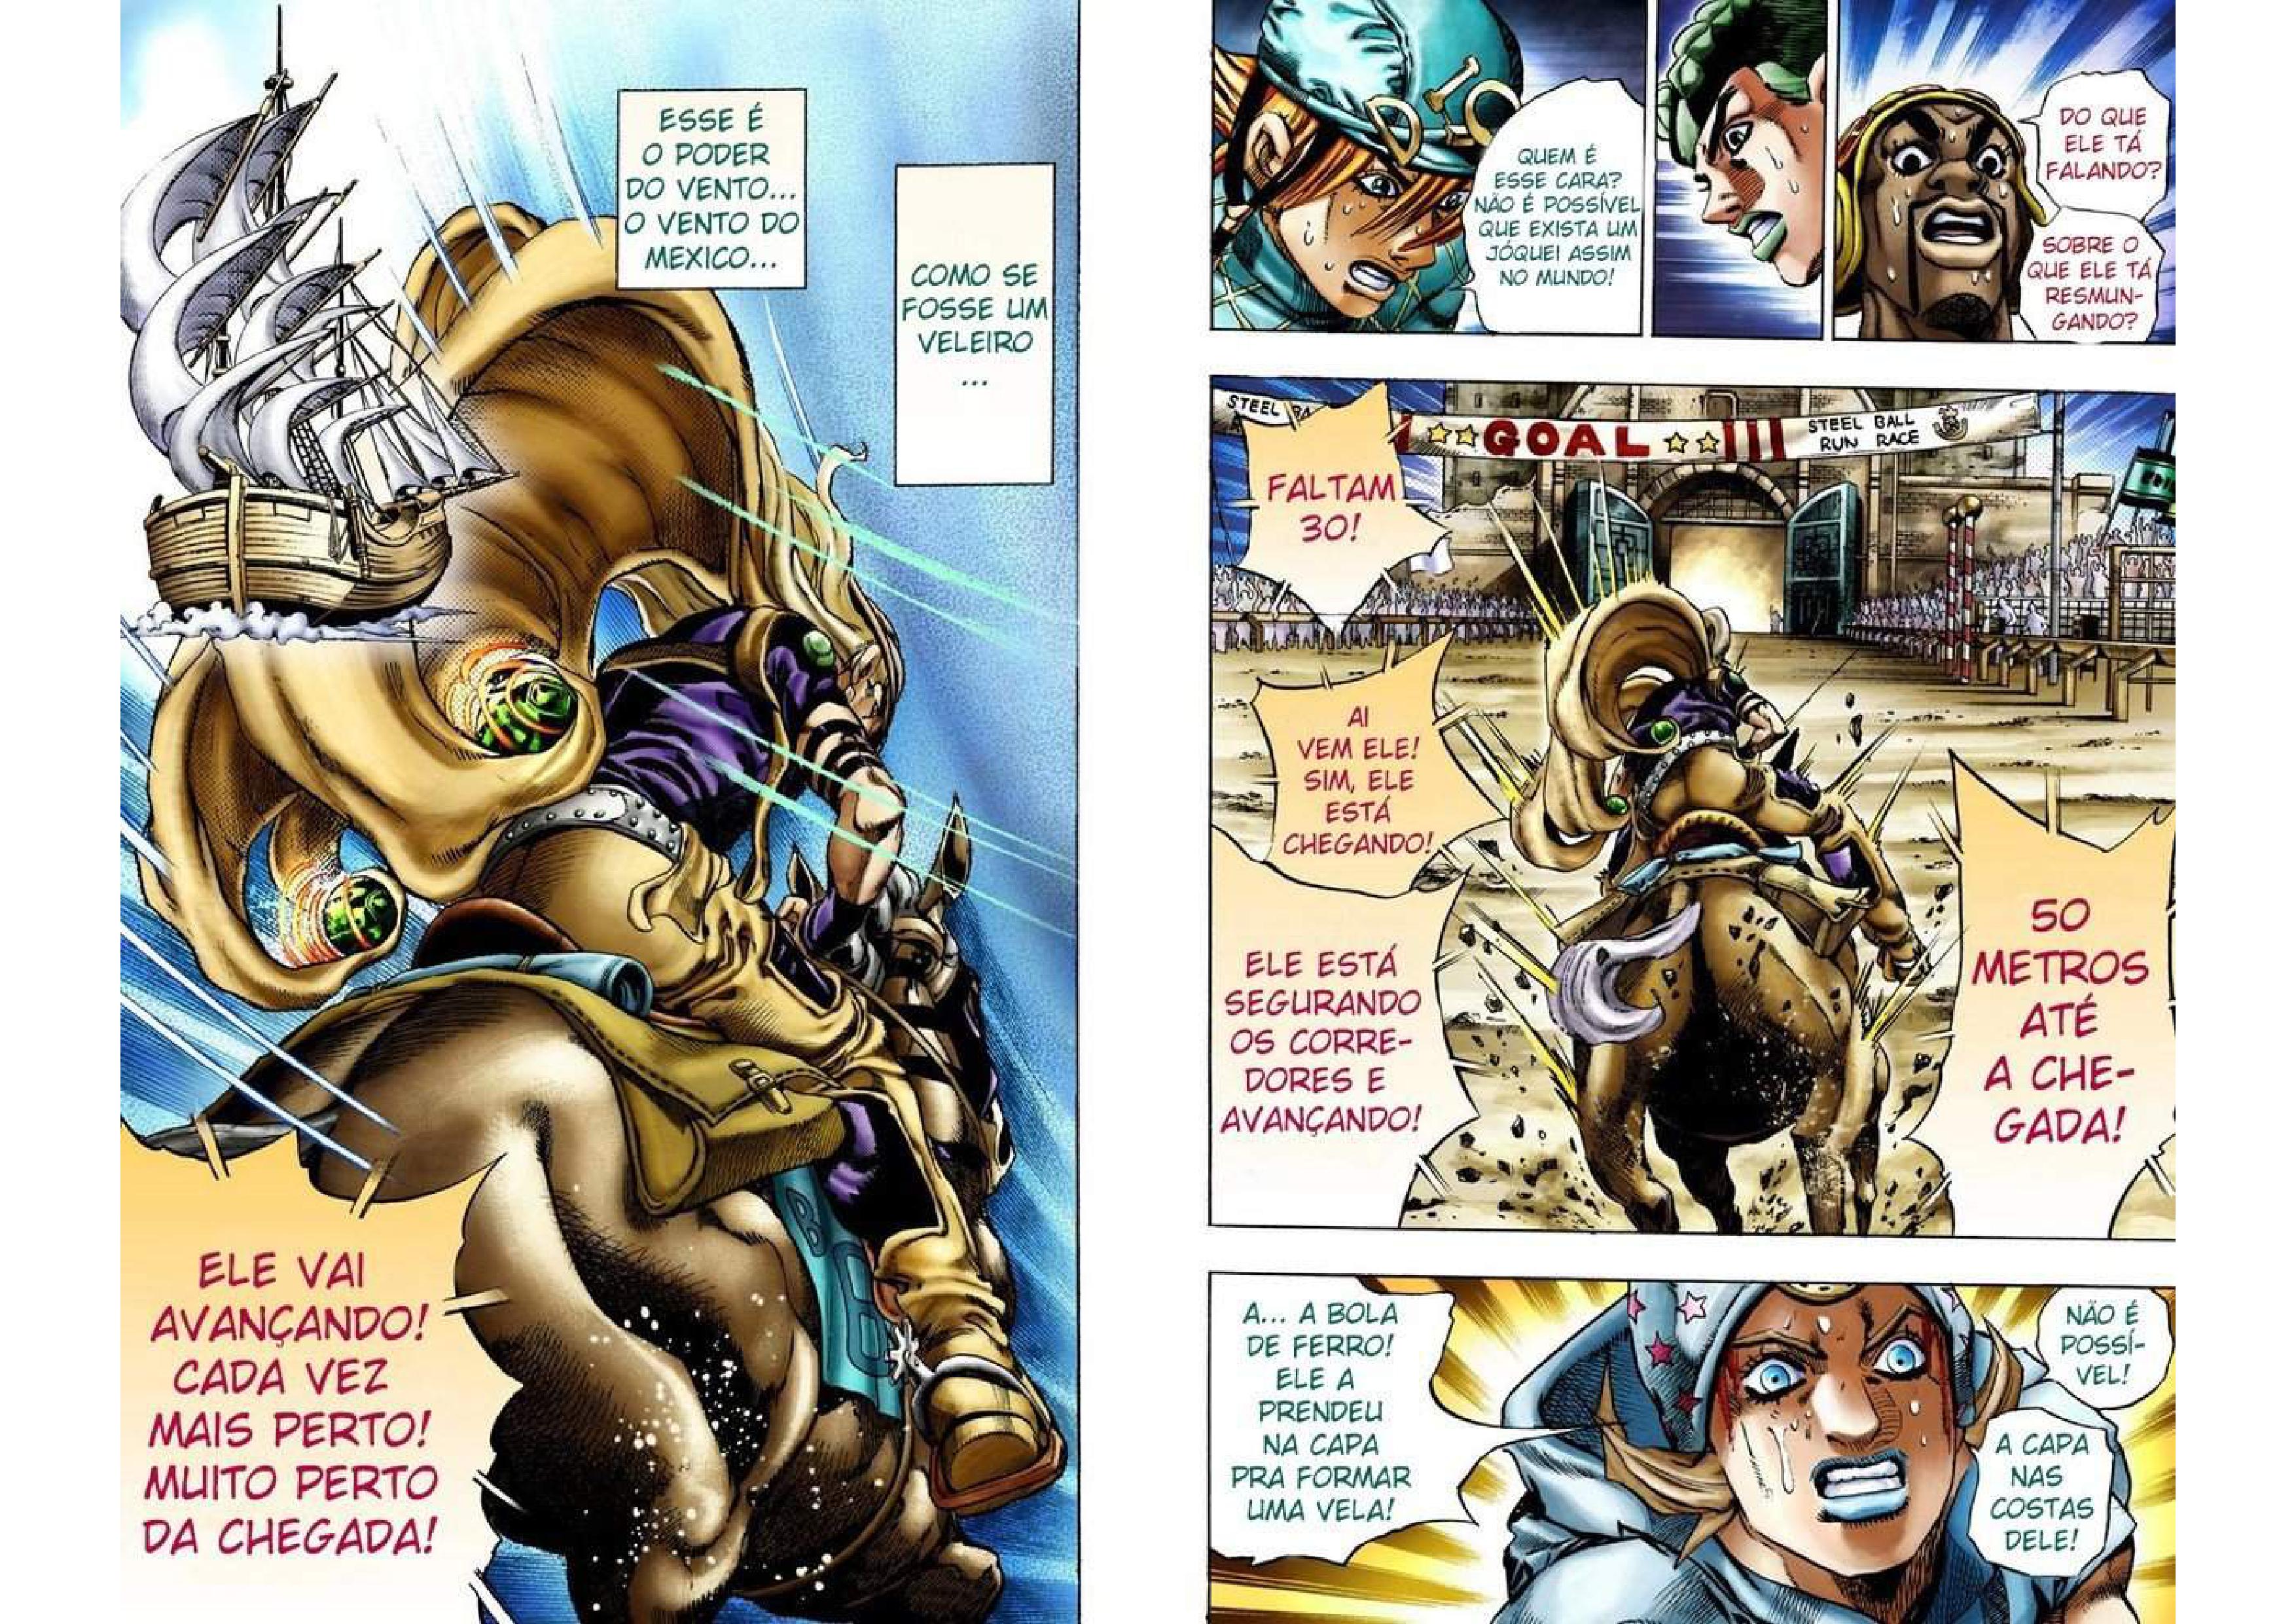 DO QUE
ELE TÁ
FALANDO?
SOBRE O
QUE ELE TÁ
RESMUN-
GANDO?
QUEM É
ESSE CARA?
NÃO É POSSÍVEL
QUE EXISTA UM
JÓQUEI ASSIM
NO MUNDO!
DIO
STEEL BA
GOAL
STEEL BALL
RUN RACE
50
METROS
ATÉ
A CHE-
GADA!
FALTAM
30!
AI
VEM ELE!
SIM, ELE
ESTÁ
CHEGANDO!
ELE ESTÁ
SEGURANDO
OS CORRE-
DORES E
AVANÇANDO!
NÃO É
POSSÍ-
VEL!
A CAPA
NAS
COSTAS
DELE!
A... A BOLA
DE FERRO!
ELE A
PRENDEU
NA CAPA
PRA FORMAR
UMA VELA!
COMO SE
FOSSE UM
VELEIRO
...
ESSE É
O PODER
DO VENTO...
O VENTO DO
MEXICO...
ELE VAI
AVANÇANDO!
CADA VEZ
MAIS PERTO!
MUITO PERTO
DA CHEGADA!